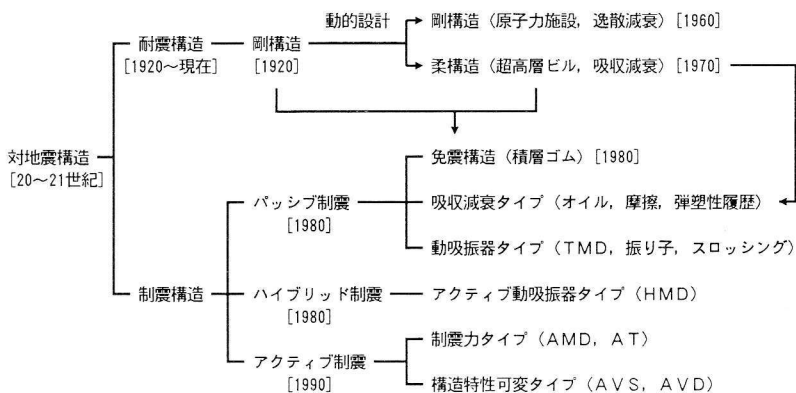 動的設計
剛構造（原子力施設，逸散減衰）[1960]
耐震構造
[1920～現在]
剛構造
[1920]
柔構造（超高層ビル，吸収減衰）[1970]
対地震構造
[20～21世紀]
免震構造（積層ゴム）[1980]
パッシブ制震
[1980]
吸収減衰タイプ（オイル，摩擦，弾塑性履歴）
動吸振器タイプ（TMD，振り子，スロッシング）
制震構造
ハイブリッド制震
[1980]
アクティブ動吸振器タイプ（HMD）
制震力タイプ（AMD，AT）
アクティブ制震
[1990]
構造特性可変タイプ（AVS，AVD）